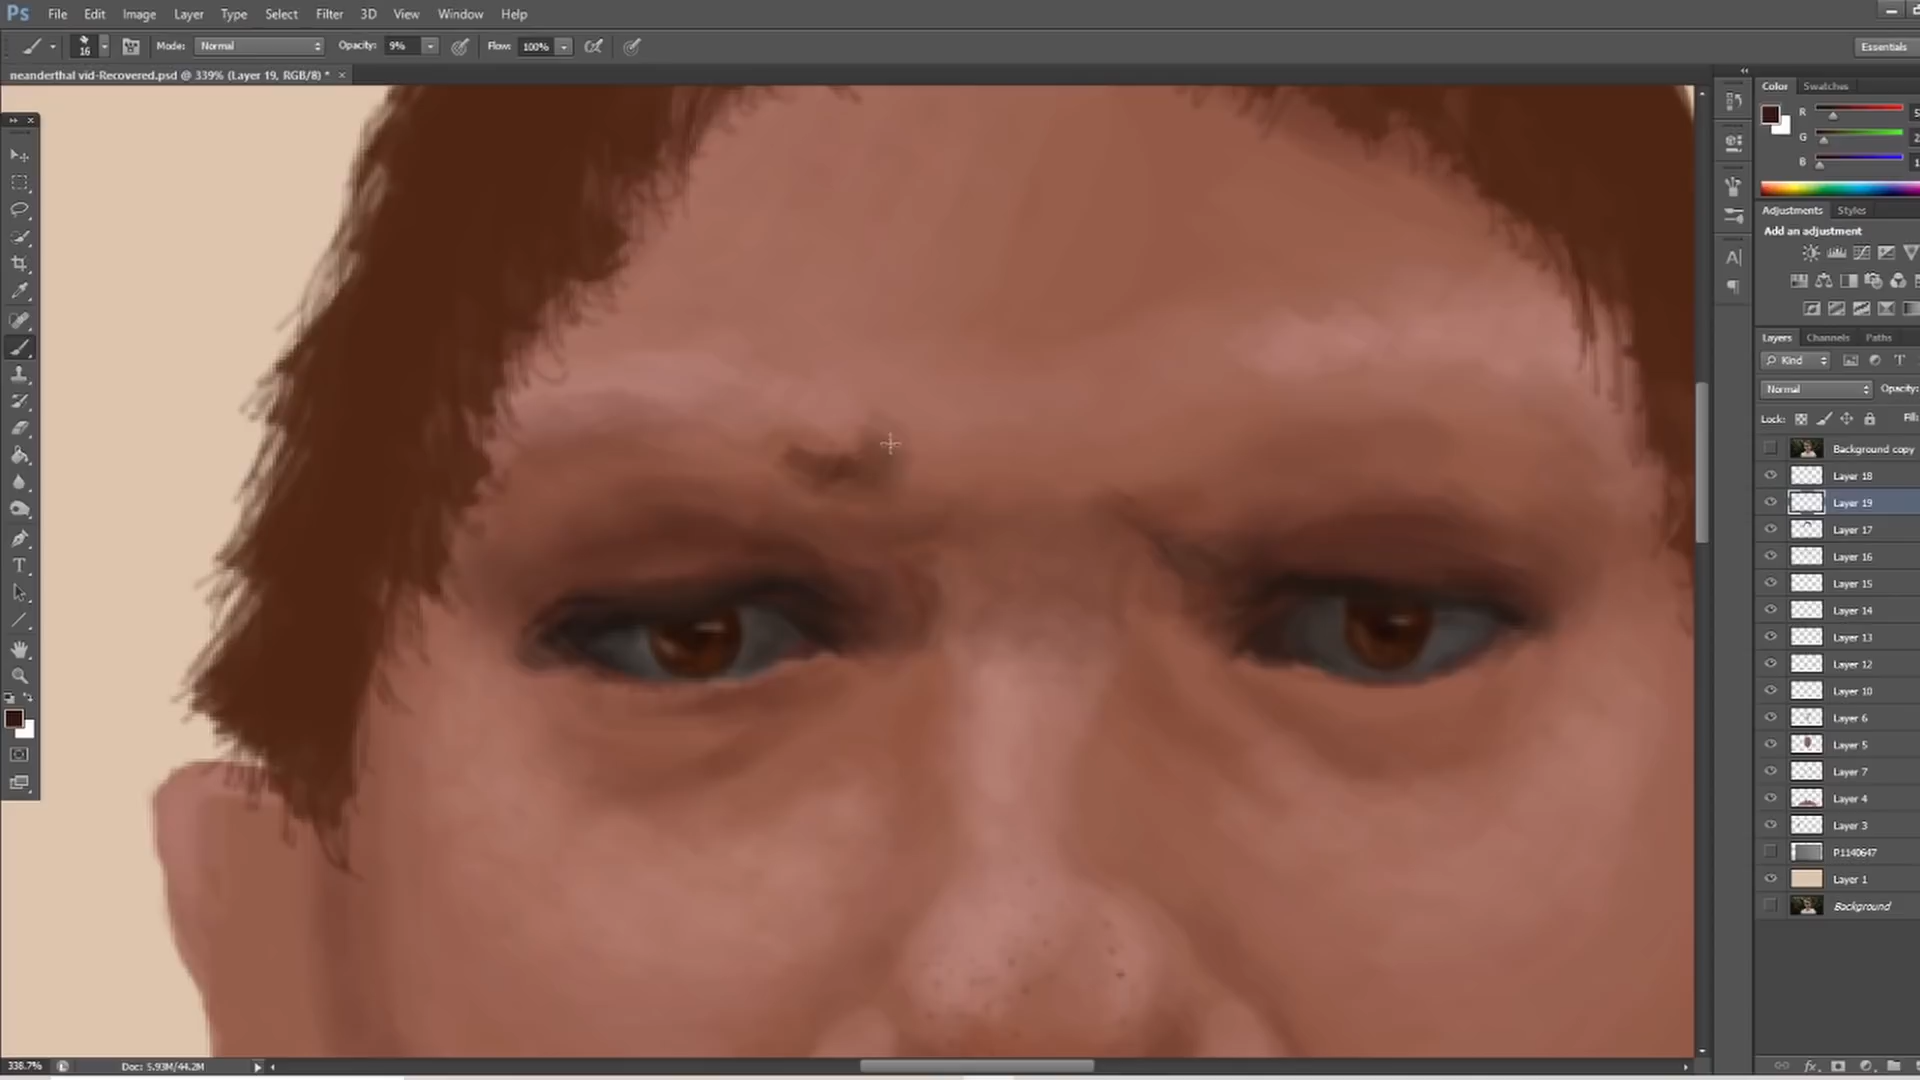 Ps File Edit Image Layer Type Select Filter 3D View Window Help
16 Mode: Normal Opacity: 9% Flow: 100% Essentials
neanderthal vid-Recovered.psd @ 339% (Layer 19, RGB/8) * ×
Color Swatches
R
G
B
Adjustments Styles
Add an adjustment
Layers Channels Paths
Kind
Normal Opacity:
Lock:
Background copy
Layer 18
Layer 19
Layer 17
Layer 16
Layer 15
Layer 14
Layer 13
Layer 12
Layer 10
Layer 6
Layer 5
Layer 7
Layer 4
Layer 3
P1140647
Layer 1
Background
338.7% Doc: 5.93M/44.2M